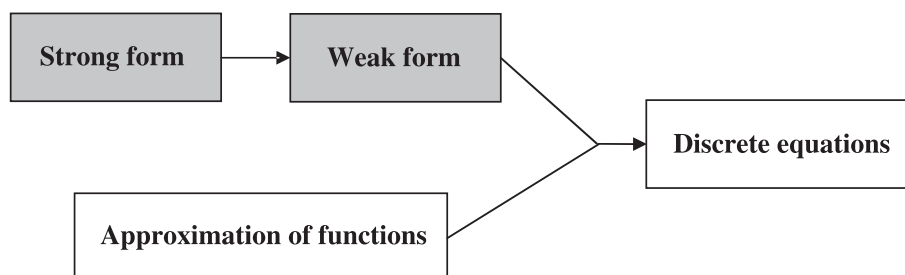 Strong form
Weak form
Discrete equations
Approximation of functions